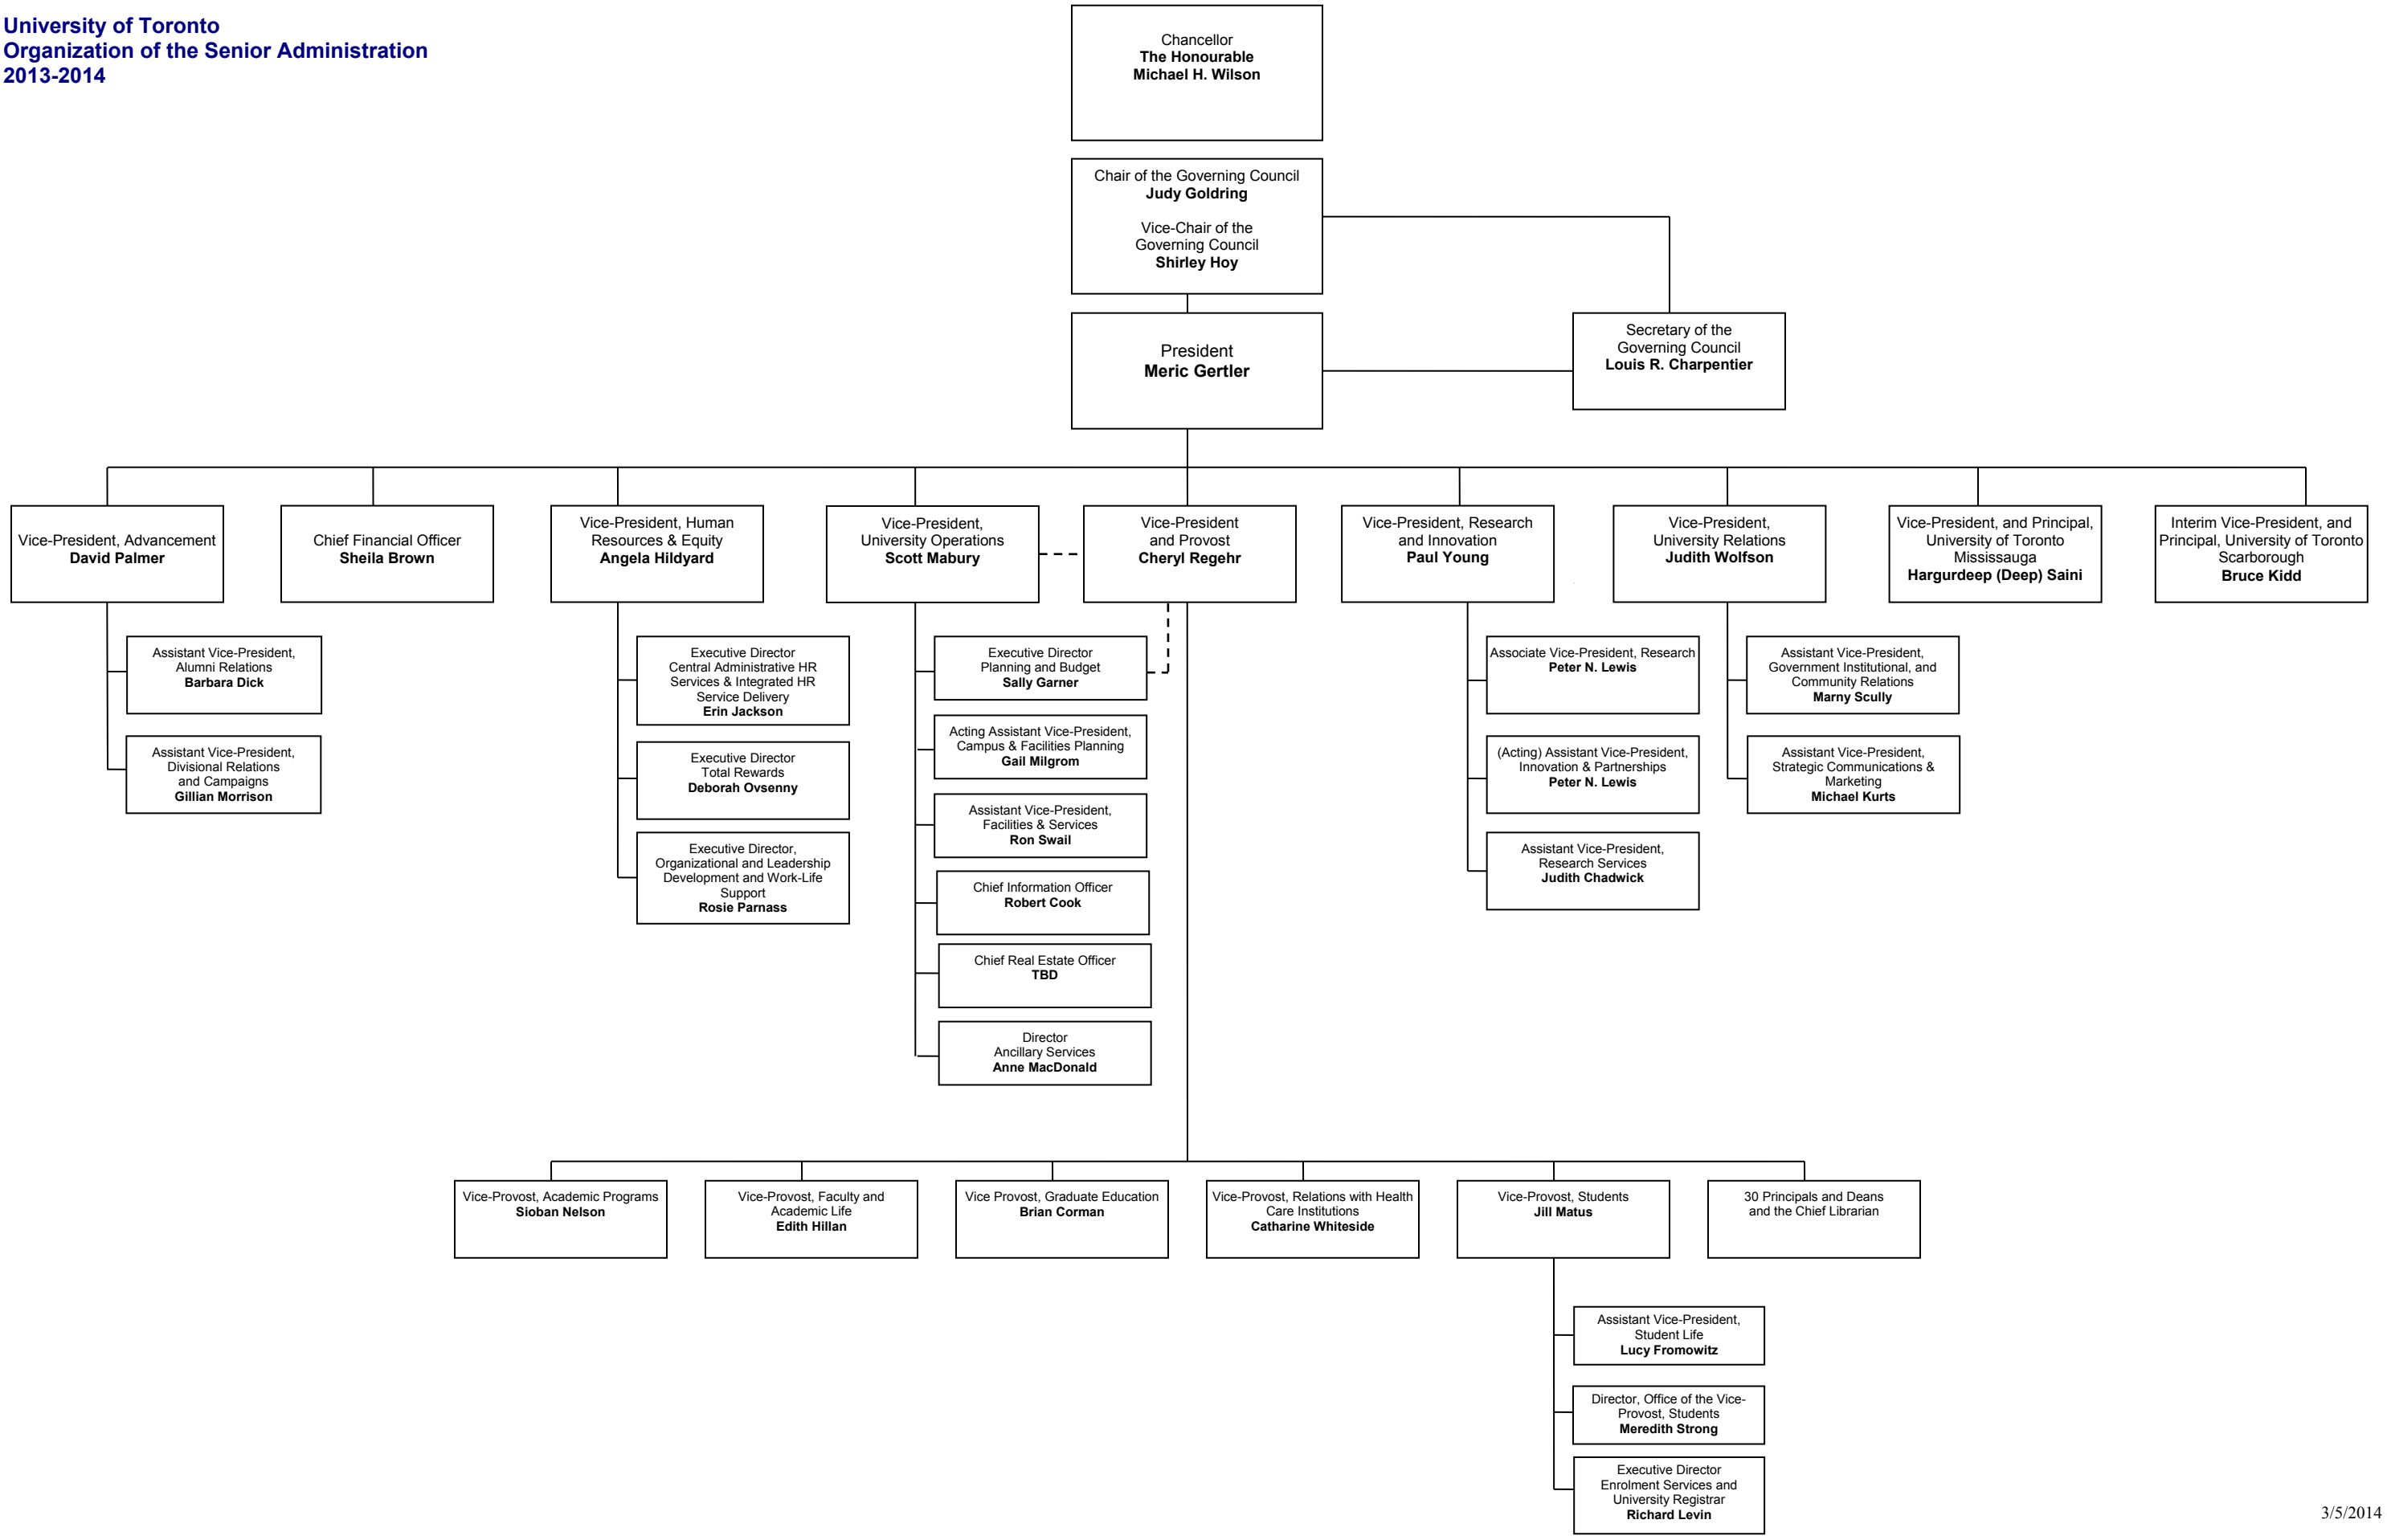 University of Toronto
Organization of the Senior Administration
2013-2014
Chancellor
The Honourable
Michael H. Wilson
Chair of the Governing Council
Judy Goldring
Vice-Chair of the
Governing Council
Shirley Hoy
President
Meric Gertler
Secretary of the
Governing Council
Louis R. Charpentier
Vice-President, Advancement
David Palmer
Chief Financial Officer
Sheila Brown
Vice-President, Human
Resources & Equity
Angela Hildyard
Vice-President,
University Operations
Scott Mabury
Vice-President
and Provost
Cheryl Regehr
Vice-President, Research
and Innovation
Paul Young
Vice-President,
University Relations
Judith Wolfson
Vice-President, and Principal,
University of Toronto
Mississauga
Hargurdeep (Deep) Saini
Interim Vice-President, and
Principal, University of Toronto
Scarborough
Bruce Kidd
Assistant Vice-President,
Alumni Relations
Barbara Dick
Assistant Vice-President,
Divisional Relations
and Campaigns
Gillian Morrison
Executive Director
Central Administrative HR
Services & Integrated HR
Service Delivery
Erin Jackson
Executive Director
Total Rewards
Deborah Ovsenny
Executive Director,
Organizational and Leadership
Development and Work-Life
Support
Rosie Parnass
Executive Director
Planning and Budget
Sally Garner
Acting Assistant Vice-President,
Campus & Facilities Planning
Gail Milgrom
Assistant Vice-President,
Facilities & Services
Ron Swail
Chief Information Officer
Robert Cook
Chief Real Estate Officer
TBD
Director
Ancillary Services
Anne MacDonald
Associate Vice-President, Research
Peter N. Lewis
(Acting) Assistant Vice-President,
Innovation & Partnerships
Peter N. Lewis
Assistant Vice-President,
Research Services
Judith Chadwick
Assistant Vice-President,
Government Institutional, and
Community Relations
Marny Scully
Assistant Vice-President,
Strategic Communications &
Marketing
Michael Kurts
Vice-Provost, Academic Programs
Sioban Nelson
Vice-Provost, Faculty and
Academic Life
Edith Hillan
Vice Provost, Graduate Education
Brian Corman
Vice-Provost, Relations with Health
Care Institutions
Catharine Whiteside
Vice-Provost, Students
Jill Matus
30 Principals and Deans
and the Chief Librarian
Assistant Vice-President,
Student Life
Lucy Fromowitz
Director, Office of the Vice-
Provost, Students
Meredith Strong
Executive Director
Enrolment Services and
University Registrar
Richard Levin
3/5/2014